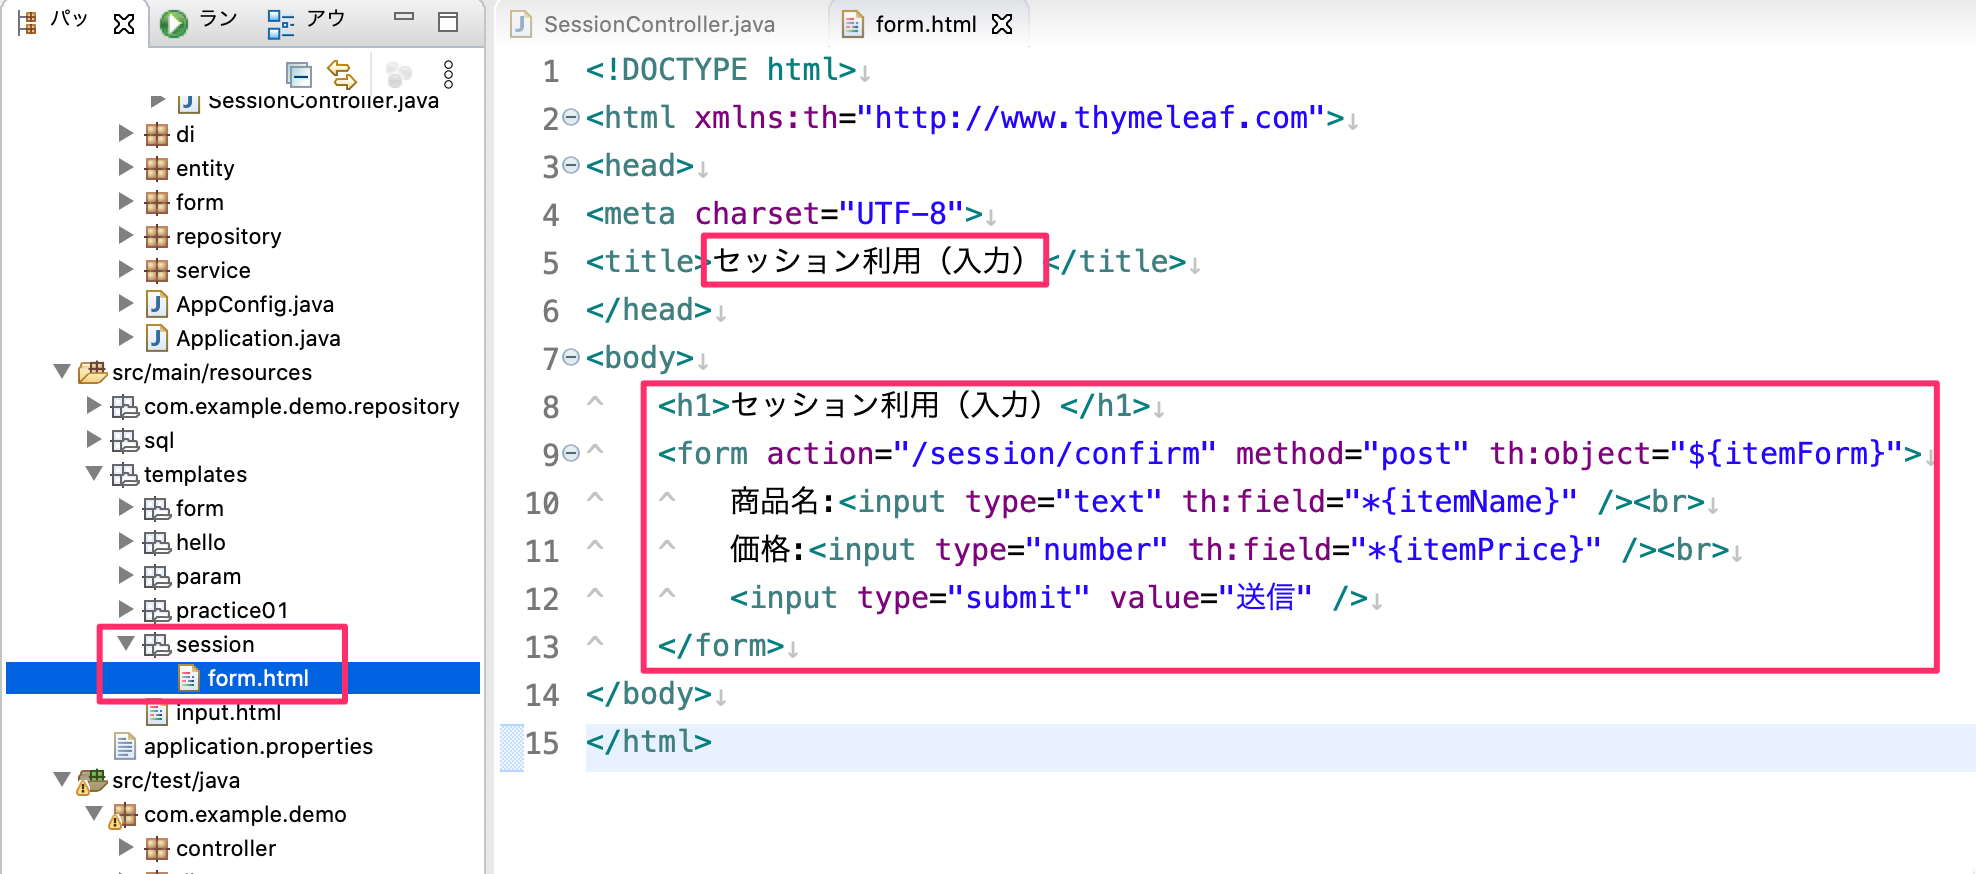 パッ
ラン
アウ
SessionController.java
di
entity
form
repository
service
AppConfig.java
Application.java
src/main/resources
com.example.demo.repository
sql
templates
form
hello
param
practice01
session
form.html
input.html
application.properties
src/test/java
com.example.demo
controller
SessionController.java
form.html
1 <!DOCTYPE html>↓
2 <html xmlns:th="http://www.thymeleaf.com">↓
3 <head>↓
4 <meta charset="UTF-8">↓
5 <title>セッション利用（入力）</title>↓
6 </head>↓
7 <body>↓
8 ^ <h1>セッション利用（入力）</h1>↓
9 ^ <form action="/session/confirm" method="post" th:object="${itemForm}">↓
10 ^ ^ 商品名:<input type="text" th:field="*{itemName}" /><br>↓
11 ^ ^ 価格:<input type="number" th:field="*{itemPrice}" /><br>↓
12 ^ ^ <input type="submit" value="送信" />↓
13 ^ </form>↓
14 </body>↓
15 </html>